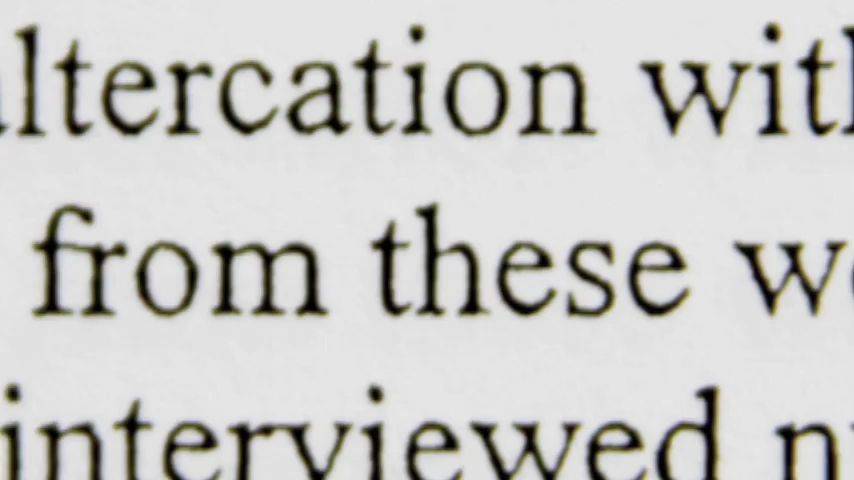 altercation with
from these
interviewed